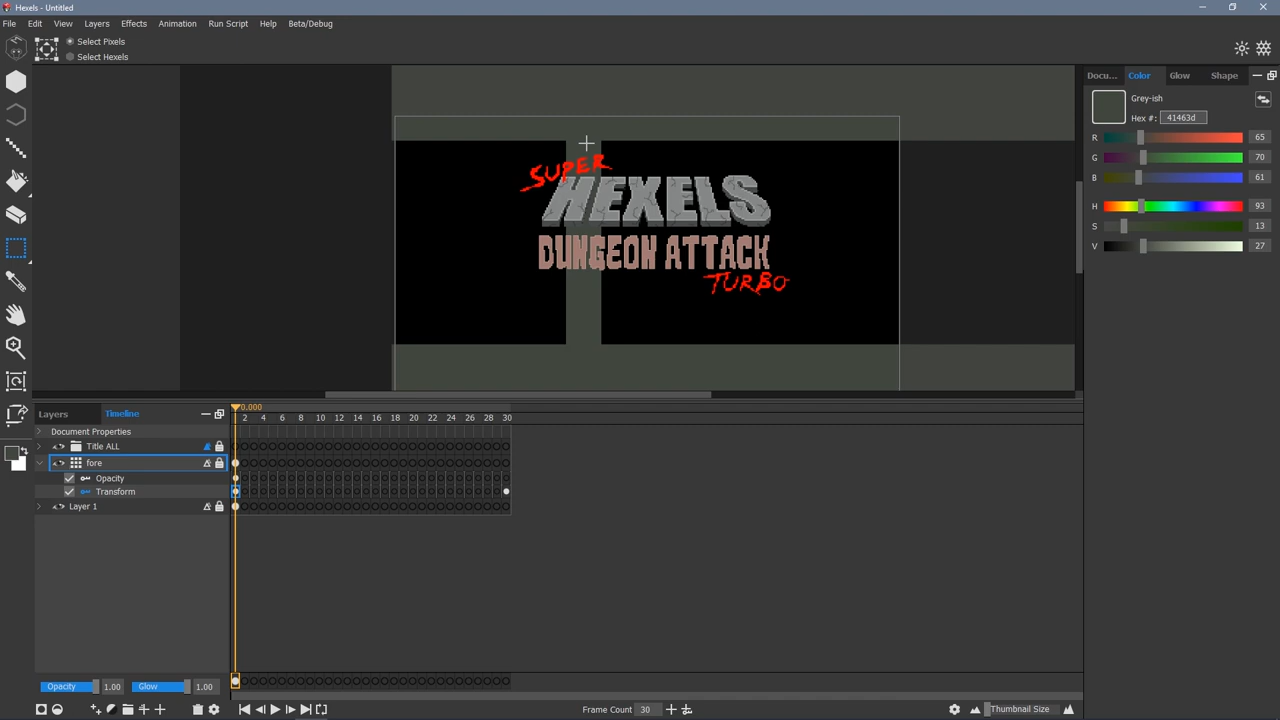 Hexels - Untitled
File Edit View Layers Effects Animation Run Script Help Beta/Debug
Select Pixels
Select Hexels
Docu... Color Glow Shape
Grey-ish
Hex #: 41463d
R 65
G 70
B 61
H 93
S 13
V 27
SUPER
HEXELS
DUNGEON ATTACK
TURBO
Layers Timeline
0.000
2 4 6 8 10 12 14 16 18 20 22 24 26 28 30
Document Properties
Title ALL
fore
Opacity
Transform
Layer 1
Opacity 1.00 Glow 1.00
Frame Count 30
Thumbnail Size